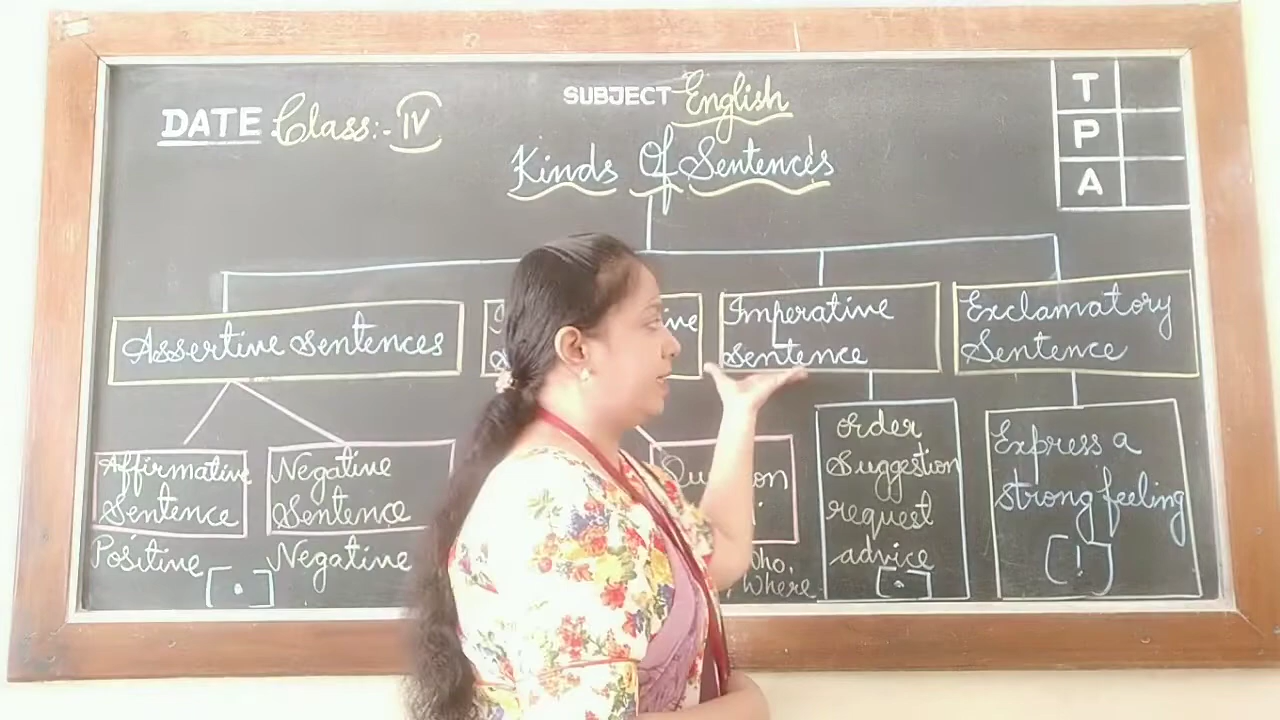 SUBJECT English
DATE Class:- IV
Kinds Of Sentences
T
P
A
Assertive Sentences
Imperative
Sentence
Exclamatory
Sentence
Affirmative
Sentence
Positive
Negative
Sentence
Negative
[.]
Who,
Where
order
Suggestion
request
advice
[.]
Express a
strong feeling
[!]